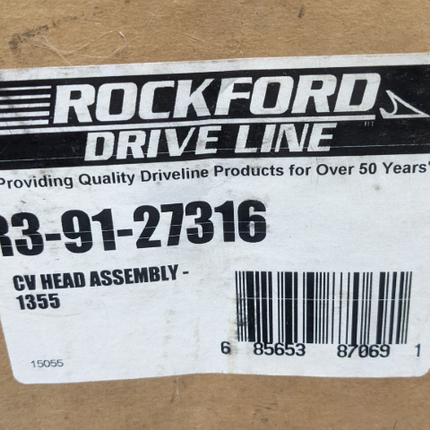 ROCKFORD
DRIVE LINE
Providing Quality Driveline Products for Over 50 Years"
R3-91-27316
CV HEAD ASSEMBLY -
1355
15055
6 85653 87069 1